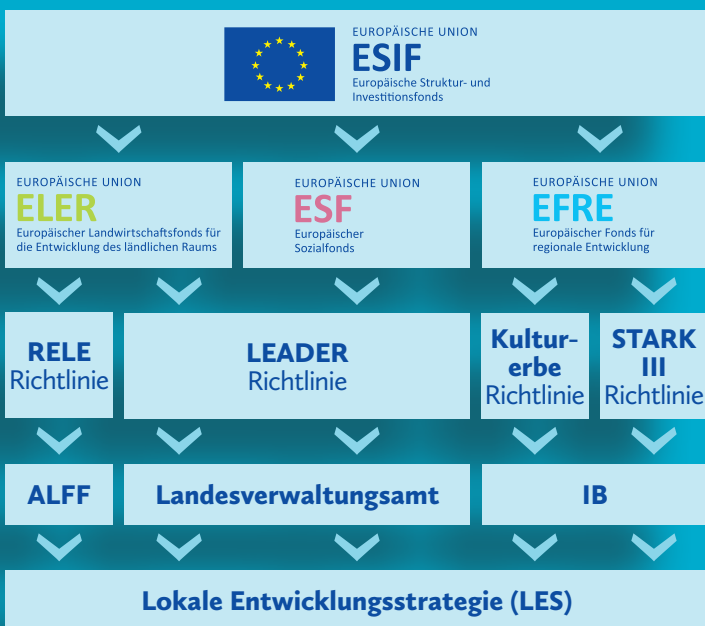 EUROPÄISCHE UNION
ESIF
Europäische Struktur- und
Investitionsfonds
EUROPÄISCHE UNION
ELER
Europäischer Landwirtschaftsfonds für
die Entwicklung des ländlichen Raums
EUROPÄISCHE UNION
ESF
Europäischer
Sozialfonds
EUROPÄISCHE UNION
EFRE
Europäischer Fonds für
regionale Entwicklung
RELE
Richtlinie
LEADER
Richtlinie
Kultur-
erbe
Richtlinie
STARK
III
Richtlinie
ALFF
Landesverwaltungsamt
IB
Lokale Entwicklungsstrategie (LES)